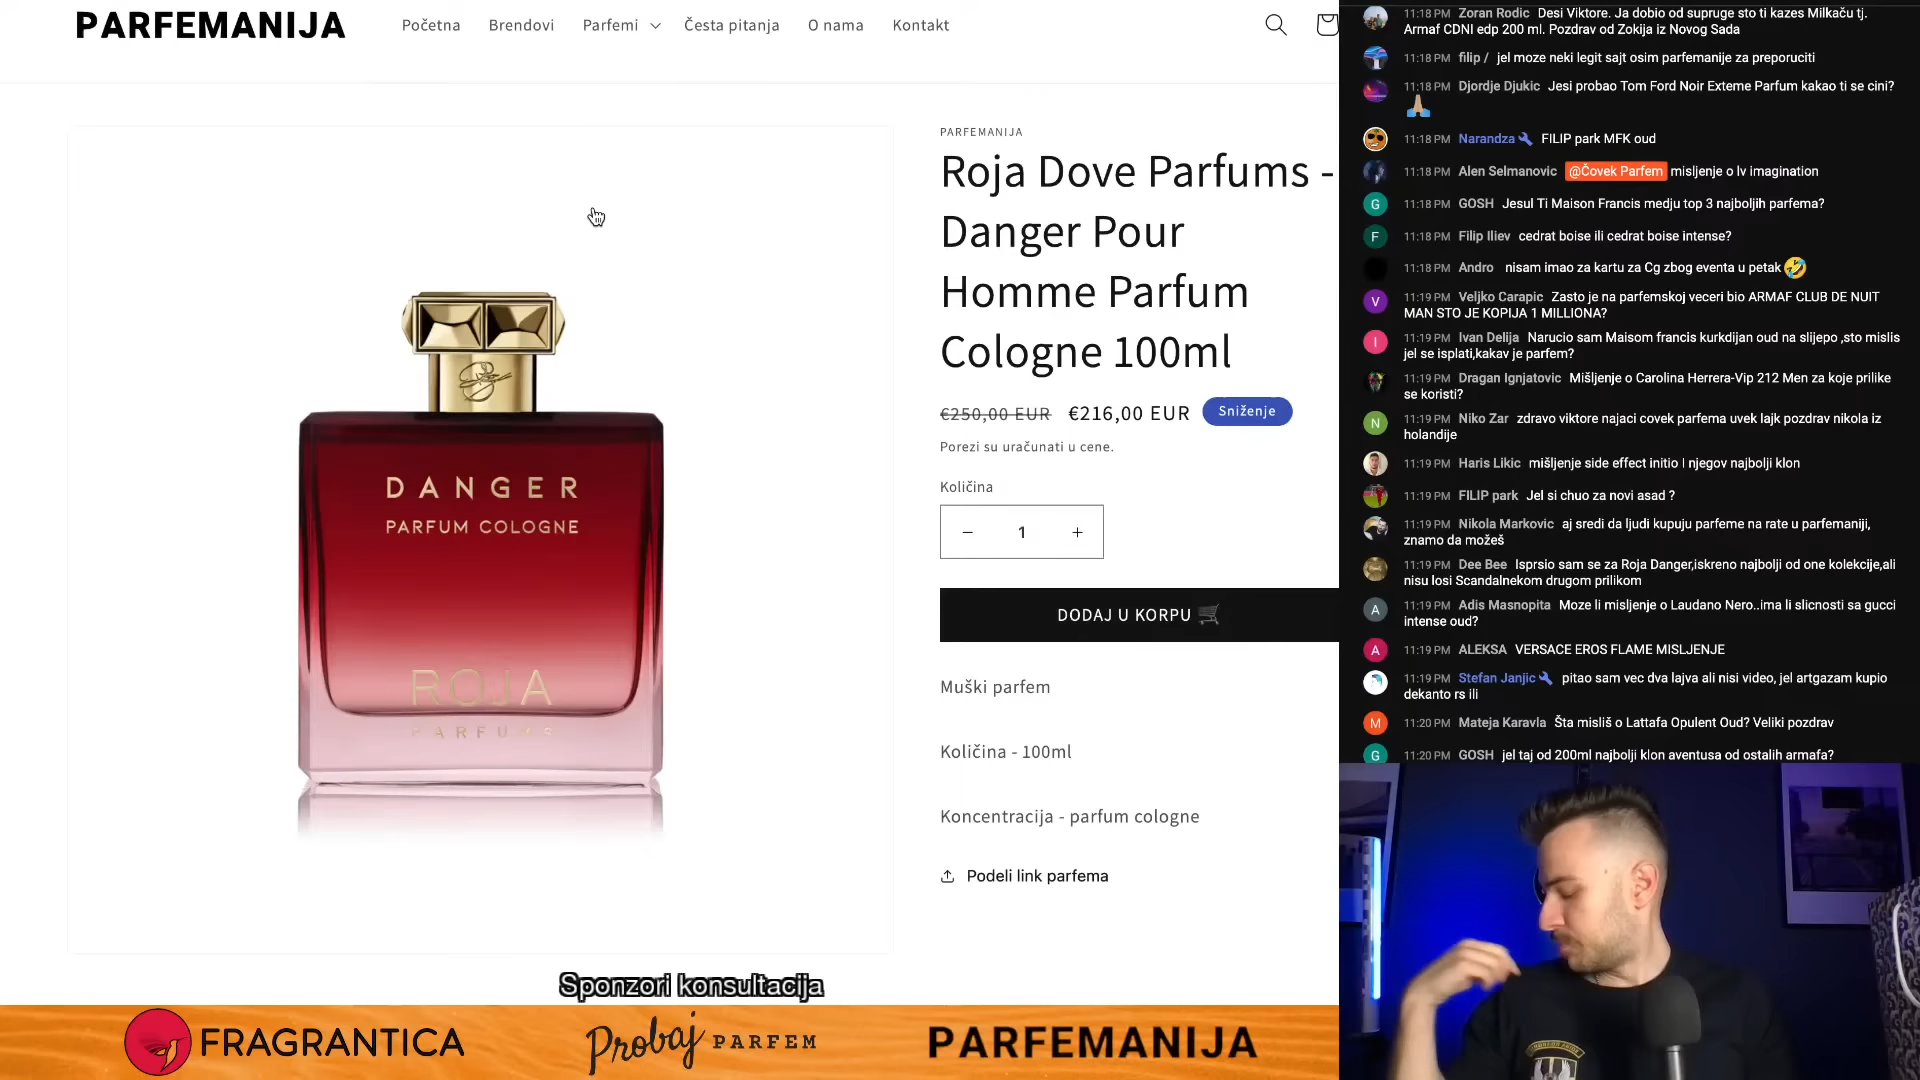 PARFEMANIJA
Početna Brendovi Parfemi Česta pitanja O nama Kontakt
PARFEMANIJA
Roja Dove Parfums -
Danger Pour
Homme Parfum
Cologne 100ml
€250,00 EUR €216,00 EUR Sniženje
Porezi su uračunati u cene.
Količina
− 1 +
DODAJ U KORPU 🛒
Muški parfem
Količina - 100ml
Koncentracija - parfum cologne
Podeli link parfema
DANGER
PARFUM COLOGNE
ROJA
PARFUMS
Sponzori konsultacija
FRAGRANTICA Probaj PARFEM PARFEMANIJA
11:18 PM Zoran Rodic Desi Viktore. Ja dobio od supruge sto ti kazes Milkaču tj.
Armaf CDNI edp 200 ml. Pozdrav od Zokija iz Novog Sada
11:18 PM filip / jel moze neki legit sajt osim parfemanije za preporuciti
11:18 PM Djordje Djukic Jesi probao Tom Ford Noir Exteme Parfum kakao ti se cini?
🙏🏽
11:18 PM Narandza 🔧 FILIP park MFK oud
11:18 PM Alen Selmanovic @Čovek Parfem misljenje o lv imagination
G 11:18 PM GOSH Jesul Ti Maison Francis medju top 3 najboljih parfema?
F 11:18 PM Filip Iliev cedrat boise ili cedrat boise intense?
11:18 PM Andro nisam imao za kartu za Cg zbog eventa u petak 🤣
V 11:19 PM Veljko Carapic Zasto je na parfemskoj veceri bio ARMAF CLUB DE NUIT
MAN STO JE KOPIJA 1 MILLIONA?
I 11:19 PM Ivan Delija Narucio sam Maisom francis kurkdijan oud na slijepo ,sto mislis
jel se isplati,kakav je parfem?
11:19 PM Dragan Ignjatovic Mišljenje o Carolina Herrera-Vip 212 Men za koje prilike
se koristi?
N 11:19 PM Niko Zar zdravo viktore najaci covek parfema uvek lajk pozdrav nikola iz
holandije
11:19 PM Haris Likic mišljenje side effect initio I njegov najbolji klon
11:19 PM FILIP park Jel si chuo za novi asad ?
11:19 PM Nikola Markovic aj sredi da ljudi kupuju parfeme na rate u parfemaniji,
znamo da možeš
11:19 PM Dee Bee Isprsio sam se za Roja Danger,iskreno najbolji od one kolekcije,ali
nisu losi Scandalnekom drugom prilikom
A 11:19 PM Adis Masnopita Moze li misljenje o Laudano Nero..ima li slicnosti sa gucci
intense oud?
A 11:19 PM ALEKSA VERSACE EROS FLAME MISLJENJE
11:19 PM Stefan Janjic 🔧 pitao sam vec dva lajva ali nisi video, jel artgazam kupio
dekanto rs ili
M 11:20 PM Mateja Karavla Šta misliš o Lattafa Opulent Oud? Veliki pozdrav
G 11:20 PM GOSH jel taj od 200ml najbolji klon aventusa od ostalih armafa?